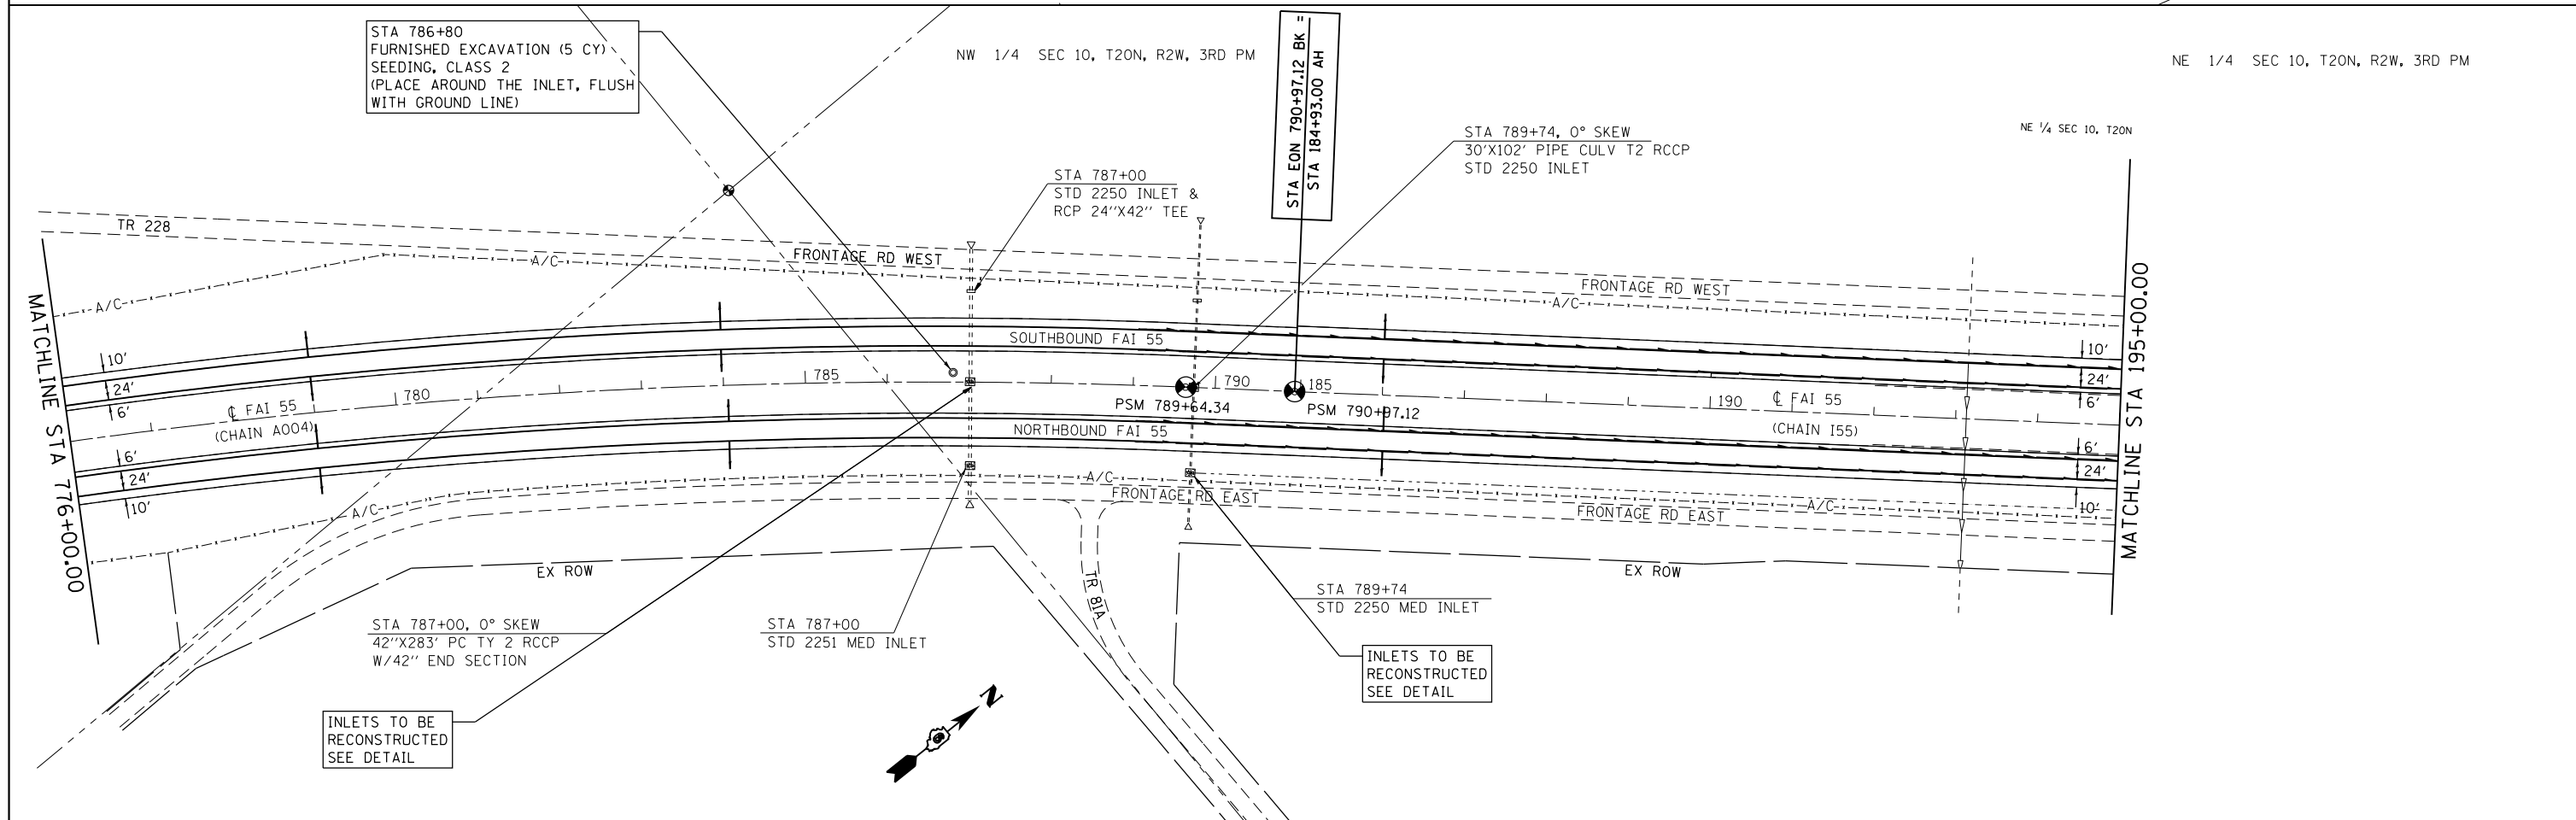 STA 786+80
FURNISHED EXCAVATION (5 CY)
SEEDING, CLASS 2
(PLACE AROUND THE INLET, FLUSH
WITH GROUND LINE)
NW 1/4 SEC 10, T20N, R2W, 3RD PM
STA EQN 790+97.12 BK =
STA 184+93.00 AH
NE 1/4 SEC 10, T20N, R2W, 3RD PM
NE 1/4 SEC 10, T20N
STA 789+74, 0° SKEW
30'X102' PIPE CULV T2 RCCP
STD 2250 INLET
STA 787+00
STD 2250 INLET &
RCP 24''X42'' TEE
TR 228
FRONTAGE RD WEST
A/C
FRONTAGE RD WEST
A/C
A/C
MATCHLINE STA 776+00.00
MATCHLINE STA 195+00.00
10'
24'
6'
SOUTHBOUND FAI 55
10'
24'
6'
780
785
790
185
190
℄ FAI 55
(CHAIN A004)
PSM 789+64.34
PSM 790+97.12
℄ FAI 55
(CHAIN I55)
NORTHBOUND FAI 55
6'
24'
10'
6'
24'
10'
A/C
A/C
A/C
FRONTAGE RD EAST
FRONTAGE RD EAST
EX ROW
EX ROW
TR 81A
STA 787+00, 0° SKEW
42''X283' PC TY 2 RCCP
W/42'' END SECTION
STA 787+00
STD 2251 MED INLET
STA 789+74
STD 2250 MED INLET
INLETS TO BE
RECONSTRUCTED
SEE DETAIL
INLETS TO BE
RECONSTRUCTED
SEE DETAIL
N